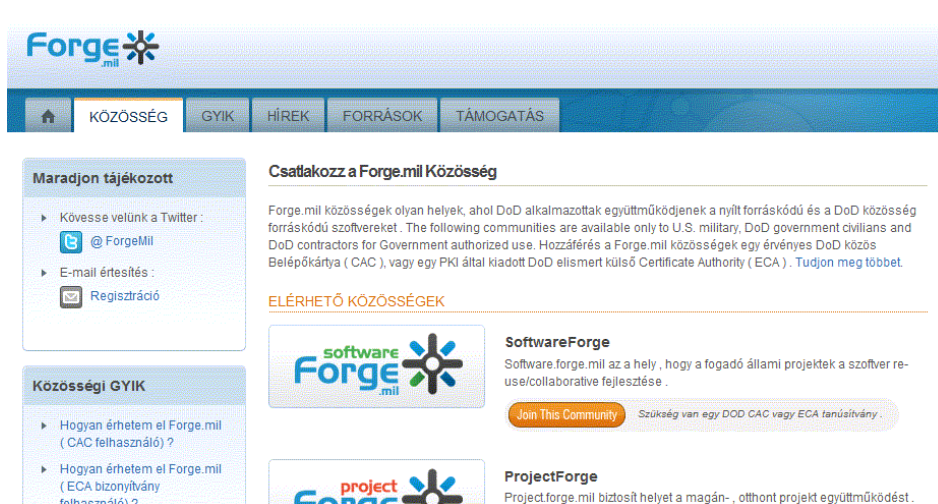 Forge
.mil
KÖZÖSSÉG GYIK HÍREK FORRÁSOK TÁMOGATÁS
Maradjon tájékozott
Kövesse velünk a Twitter :
@ ForgeMil
E-mail értesítés :
Regisztráció
Közösségi GYIK
Hogyan érhetem el Forge.mil
( CAC felhasználó) ?
Hogyan érhetem el Forge.mil
( ECA bizonyítvány
felhasználó) ?
Csatlakozz a Forge.mil Közösség
Forge.mil közösségek olyan helyek, ahol DoD alkalmazottak együttműködjenek a nyílt forráskódú és a DoD közösség
forráskódú szoftvereket . The following communities are available only to U.S. military, DoD government civilians and
DoD contractors for Government authorized use. Hozzáférés a Forge.mil közösségek egy érvényes DoD közös
Belépőkártya ( CAC ), vagy egy PKI által kiadott DoD elismert külső Certificate Authority ( ECA ) . Tudjon meg többet.
ELÉRHETŐ KÖZÖSSÉGEK
software
Forge
.mil
SoftwareForge
Software.forge.mil az a hely , hogy a fogadó állami projektek a szoftver re-
use/collaborative fejlesztése .
Join This Community Szükség van egy DOD CAC vagy ECA tanúsítvány .
project
Forge
ProjectForge
Project.forge.mil biztosít helyet a magán- , otthont projekt együttműködést .